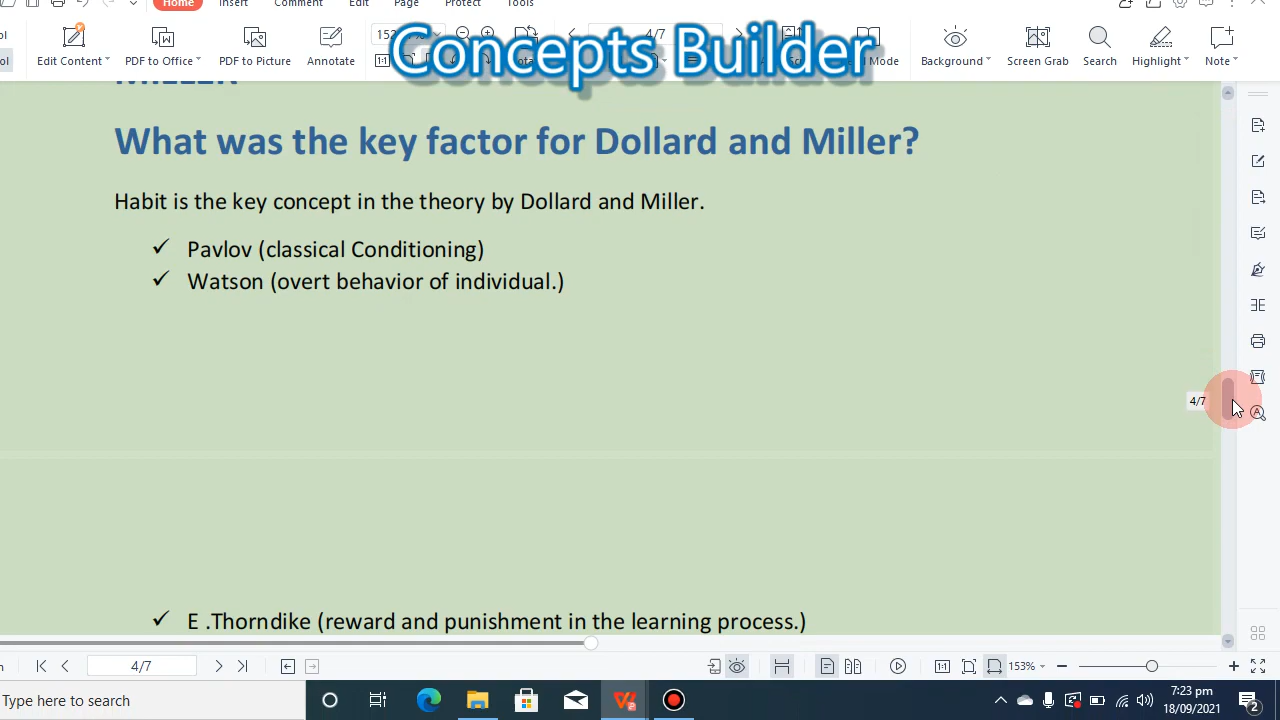 Home Insert Comment Edit Page Protect Tools
Concepts Builder
4/7
Edit Content PDF to Office PDF to Picture Annotate Background Screen Grab Search Highlight Note
What was the key factor for Dollard and Miller?
Habit is the key concept in the theory by Dollard and Miller.
✓ Pavlov (classical Conditioning)
✓ Watson (overt behavior of individual.)
4/7
✓ E .Thorndike (reward and punishment in the learning process.)
4/7 153%
Type here to search
7:23 pm
18/09/2021
2